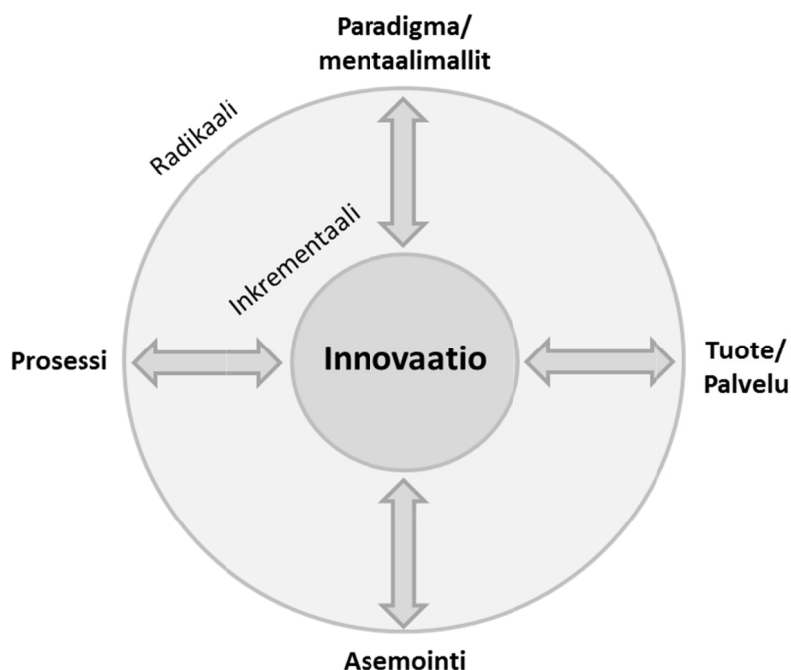 Paradigma/
mentaalimallit
Radikaali
Inkrementaali
Prosessi
Innovaatio
Tuote/
Palvelu
Asemointi